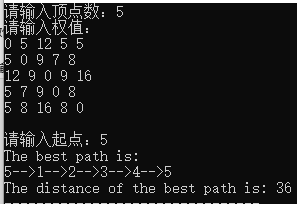 请输入顶点数：5
请输入权值：
0 5 12 5 5
5 0 9 7 8
12 9 0 9 16
5 7 9 0 8
5 8 16 8 0
请输入起点：5
The best path is:
5-->1-->2-->3-->4-->5
The distance of the best path is: 36